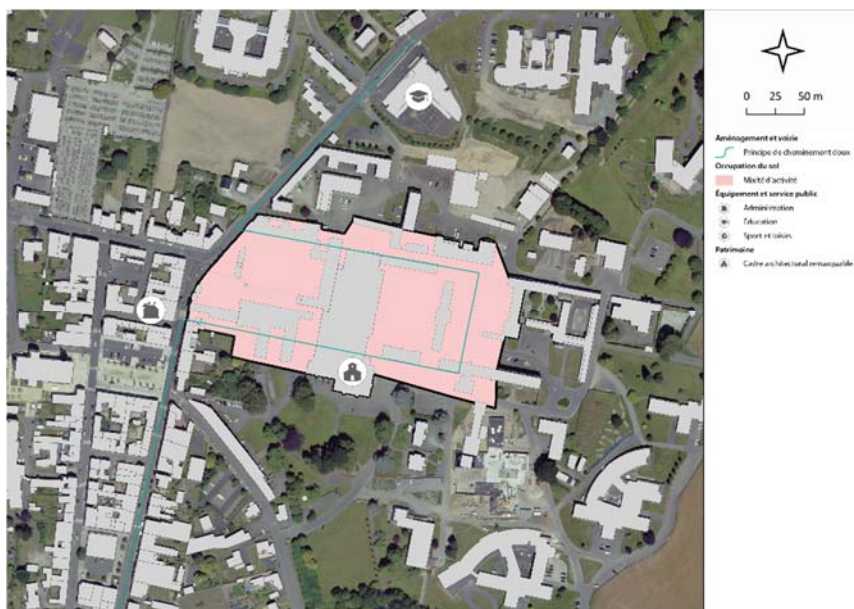 0 25 50 m
Aménagement et voirie
Principe de cheminement doux
Occupation du sol
Mixité d'activité
Équipement et service public
Administration
Éducation
Sport et loisirs
Patrimoine
Cadre architectural remarquable